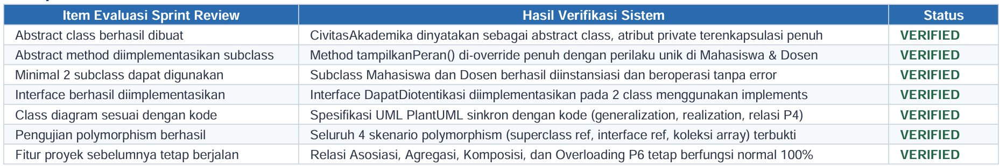 Item Evaluasi Sprint Review Hasil Verifikasi Sistem Status
Abstract class berhasil dibuat CivitasAkademika dinyatakan sebagai abstract class, atribut private terenkapsulasi penuh VERIFIED
Abstract method diimplementasikan subclass Method tampilkanPeran() di-override penuh dengan perilaku unik di Mahasiswa & Dosen VERIFIED
Minimal 2 subclass dapat digunakan Subclass Mahasiswa dan Dosen berhasil diinstansiasi dan beroperasi tanpa error VERIFIED
Interface berhasil diimplementasikan Interface DapatDiotentikasi diimplementasikan pada 2 class menggunakan implements VERIFIED
Class diagram sesuai dengan kode Spesifikasi UML PlantUML sinkron dengan kode (generalization, realization, relasi P4) VERIFIED
Pengujian polymorphism berhasil Seluruh 4 skenario polymorphism (superclass ref, interface ref, koleksi array) terbukti VERIFIED
Fitur proyek sebelumnya tetap berjalan Relasi Asosiasi, Agregasi, Komposisi, dan Overloading P6 tetap berfungsi normal 100% VERIFIED